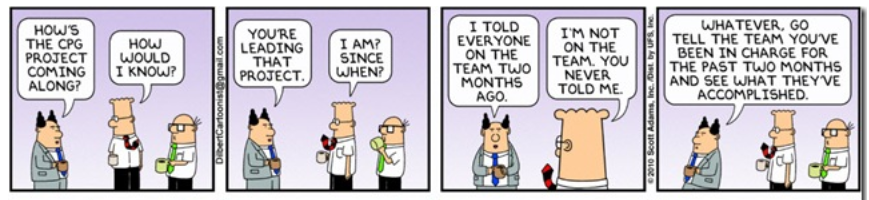 HOW'S
THE CPG
PROJECT
COMING
ALONG?
HOW
WOULD
I KNOW?
DilbertCartoonist@gmail.com
YOU'RE
LEADING
THAT
PROJECT.
I AM?
SINCE
WHEN?
I TOLD
EVERYONE
ON THE
TEAM TWO
MONTHS
AGO.
I'M NOT
ON THE
TEAM. YOU
NEVER
TOLD ME.
©2010 Scott Adams, Inc./Dist. by UFS, Inc.
WHATEVER, GO
TELL THE TEAM YOU'VE
BEEN IN CHARGE FOR
THE PAST TWO MONTHS
AND SEE WHAT THEY'VE
ACCOMPLISHED.